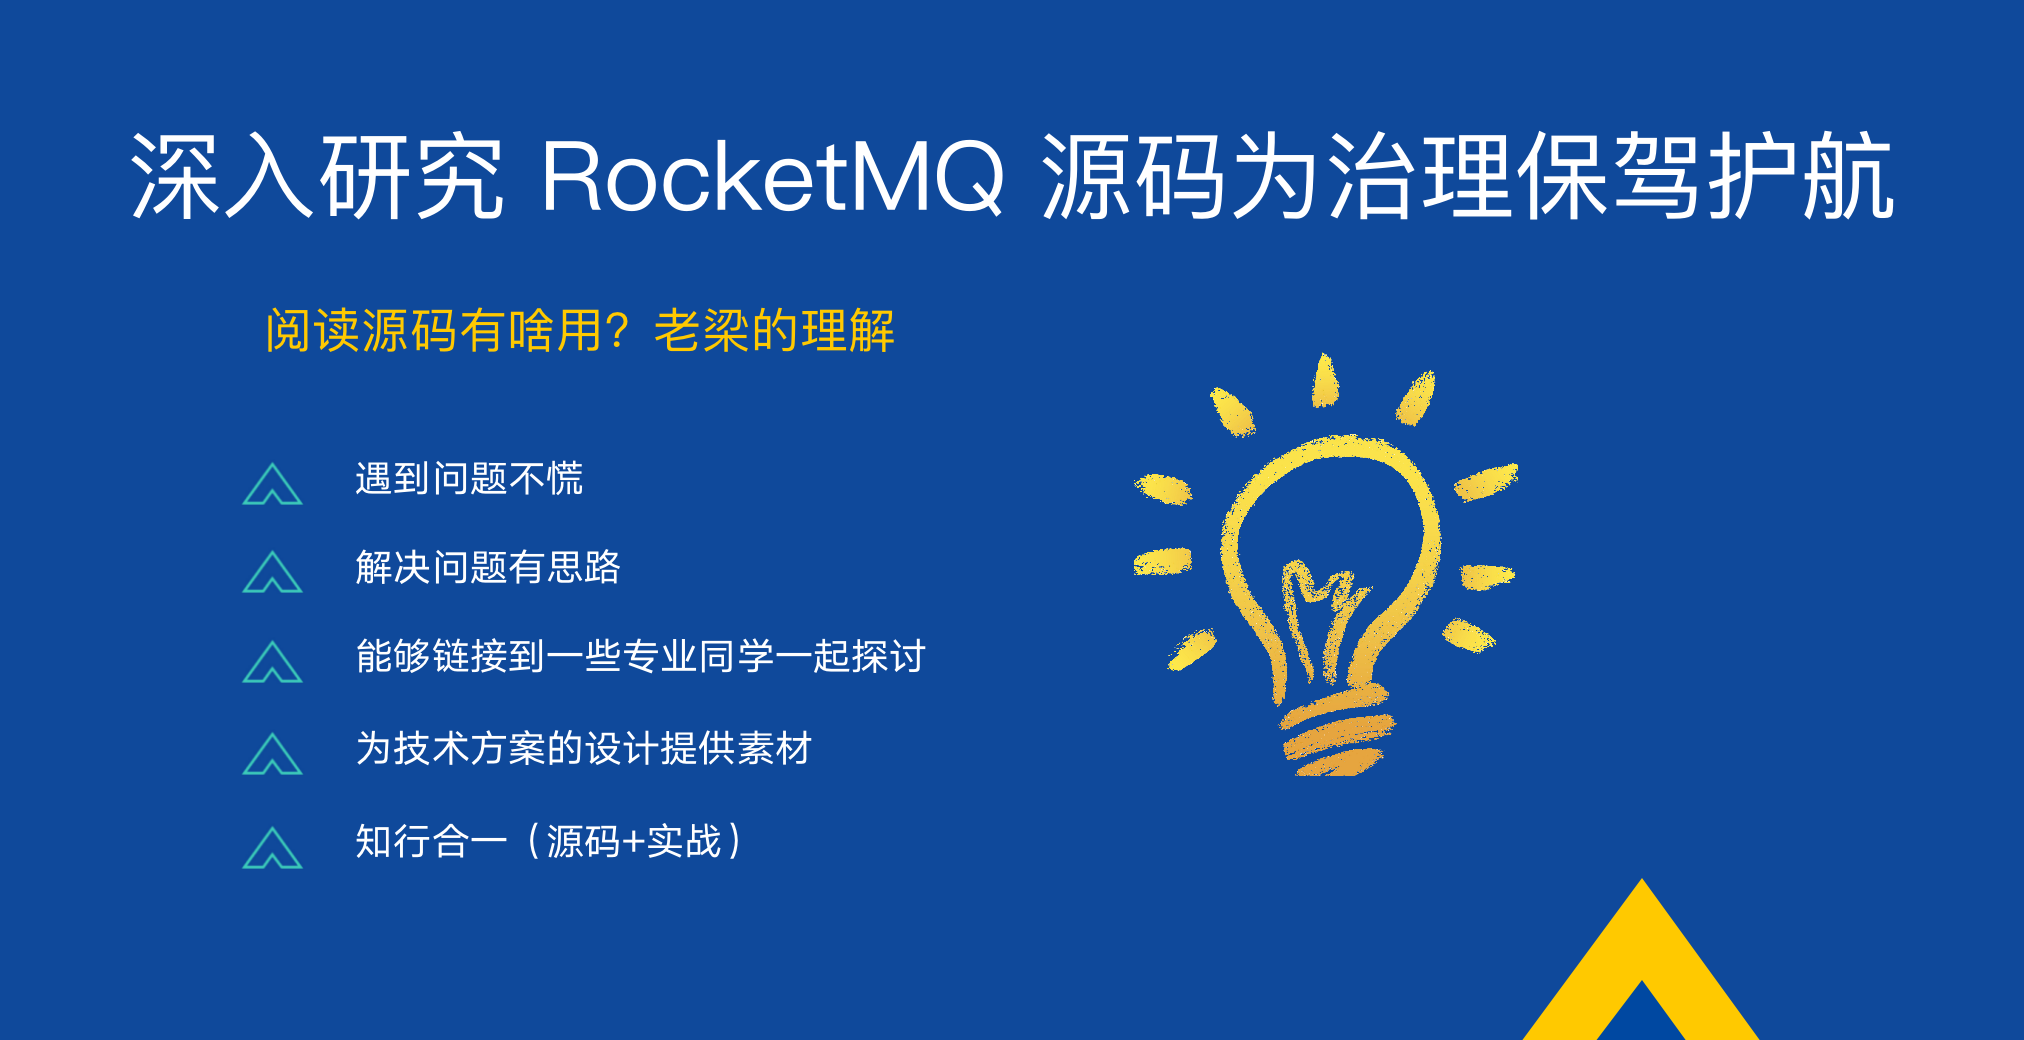 深入研究 RocketMQ 源码为治理保驾护航
阅读源码有啥用？老梁的理解
遇到问题不慌
解决问题有思路
能够链接到一些专业同学一起探讨
为技术方案的设计提供素材
知行合一（源码+实战）